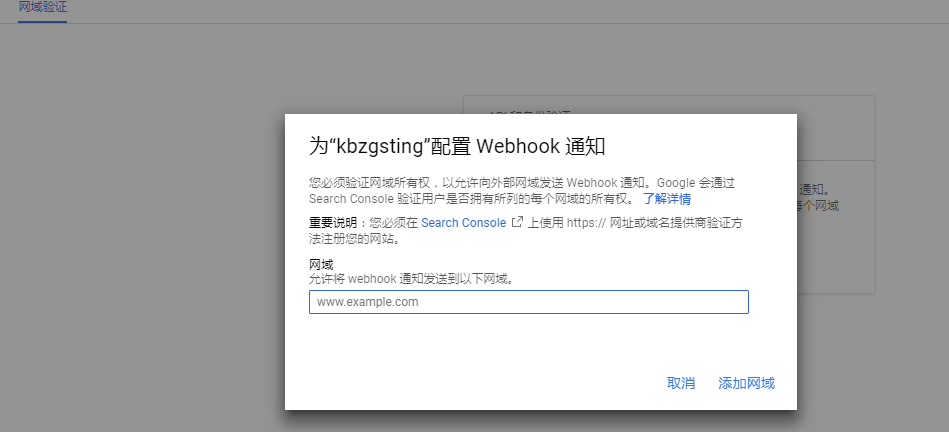 网域验证
为“kbzgsting”配置 Webhook 通知
您必须验证网域所有权，以允许向外部网域发送 Webhook 通知。Google 会通过
Search Console 验证用户是否拥有所列的每个网域的所有权。 了解详情
通知。
每个网域
重要说明：您必须在 Search Console 上使用 https:// 网址或域名提供商验证方
法注册您的网站。
网域
允许将 webhook 通知发送到以下网域。
www.example.com
取消 添加网域